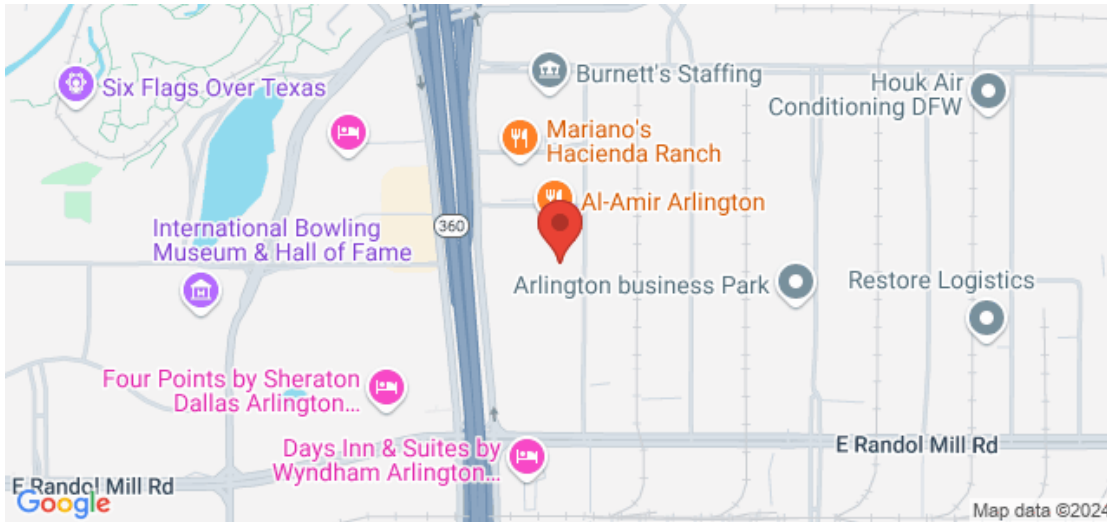 Six Flags Over Texas
Burnett's Staffing
Houk Air
Conditioning DFW
Mariano's
Hacienda Ranch
Al-Amir Arlington
360
International Bowling
Museum & Hall of Fame
Arlington business Park
Restore Logistics
Four Points by Sheraton
Dallas Arlington...
Days Inn & Suites by
Wyndham Arlington...
E Randol Mill Rd
E Randol Mill Rd
Google
Map data ©2024